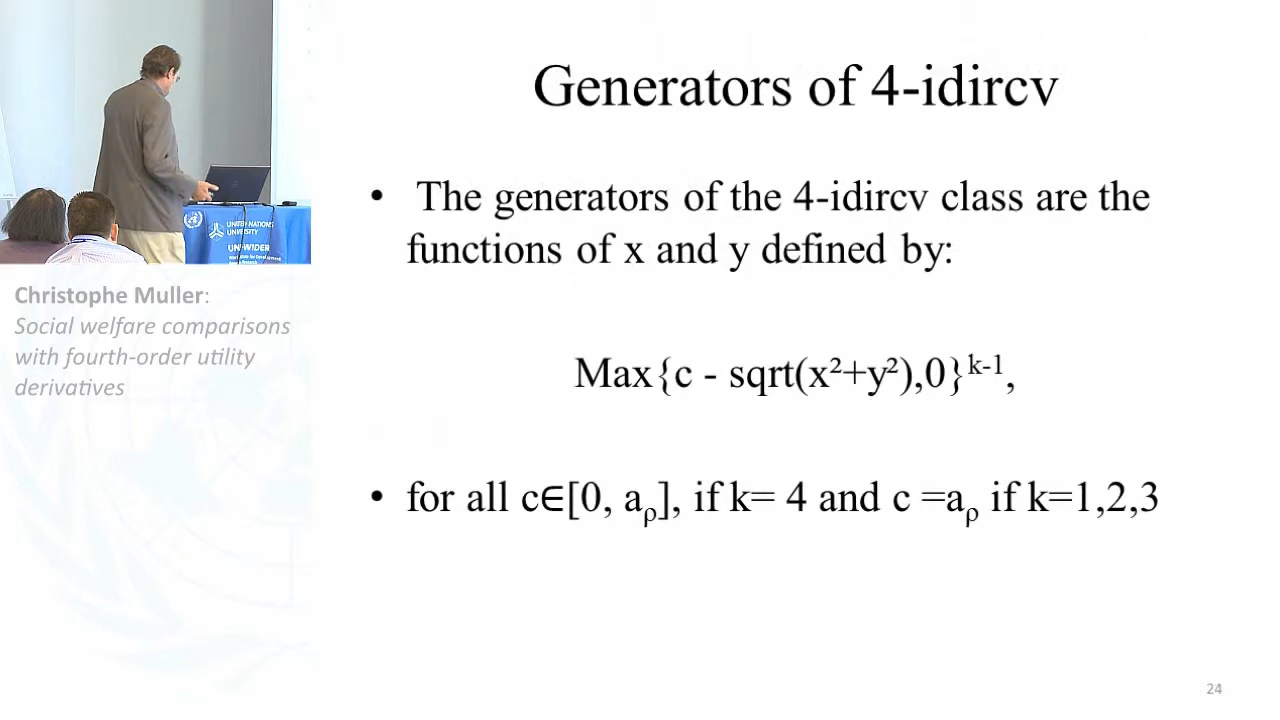 Generators of 4-idircv
• The generators of the 4-idircv class are the
functions of x and y defined by:
Max{c - sqrt(x²+y²),0}ᵏ⁻¹,
• for all c∈[0, aᵨ], if k= 4 and c =aᵨ if k=1,2,3
UNITED NATIONS
UNIVERSITY
UNU-WIDER
Christophe Muller:
Social welfare comparisons
with fourth-order utility
derivatives
24